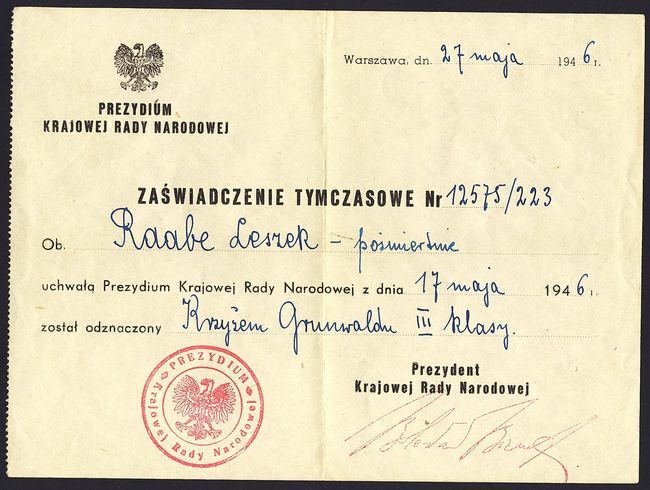 Warszawa, dn. 27 maja 1946 r.
PREZYDIUM
KRAJOWEJ RADY NARODOWEJ
ZAŚWIADCZENIE TYMCZASOWE Nr 12575/223
Ob. Raabe Leszek – pośmiertnie
uchwałą Prezydium Krajowej Rady Narodowej z dnia 17 maja 1946 r.
został odznaczony Krzyżem Grunwaldu III klasy.
PREZYDIUM
Krajowej Rady Narodowej
Prezydent
Krajowej Rady Narodowej
Bolesław Bierut